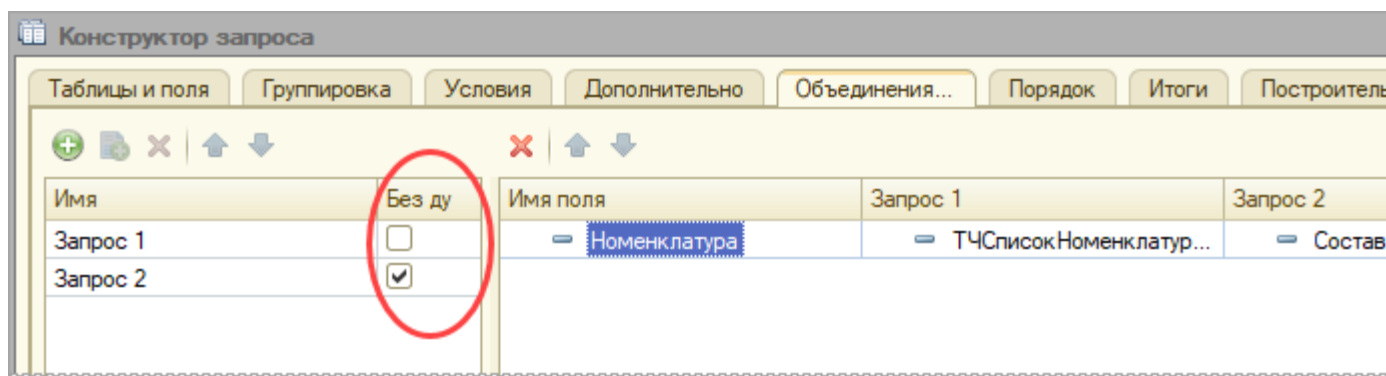 Конструктор запроса
Таблицы и поля Группировка Условия Дополнительно Объединения... Порядок Итоги Построитель
Имя Без ду Имя поля Запрос 1 Запрос 2
Запрос 1 Номенклатура ТЧСписокНоменклатур... Состав
Запрос 2